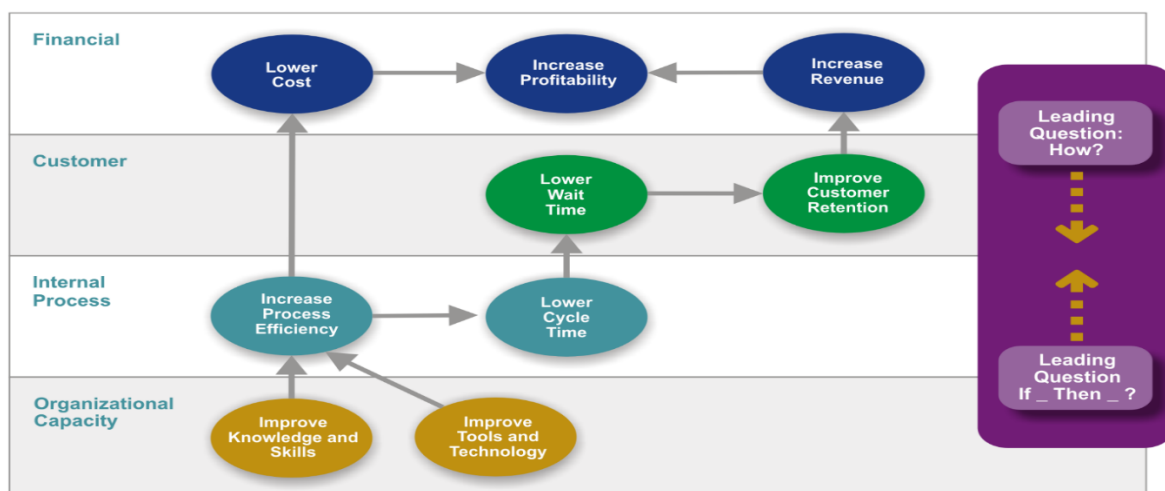 Financial
Lower
Cost
Increase
Profitability
Increase
Revenue
Customer
Lower
Wait
Time
Improve
Customer
Retention
Internal
Process
Increase
Process
Efficiency
Lower
Cycle
Time
Organizational
Capacity
Improve
Knowledge and
Skills
Improve
Tools and
Technology
Leading
Question:
How?
Leading
Question
If _ Then _ ?